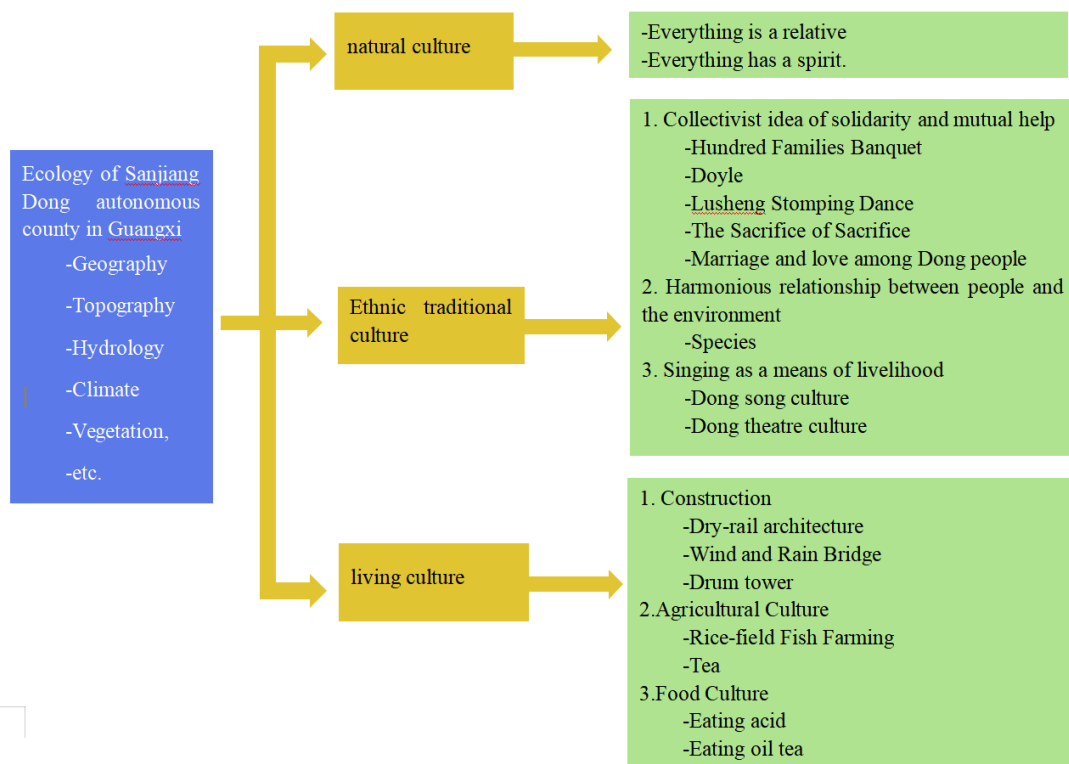 Ecology of Sanjiang
Dong autonomous
county in Guangxi
-Geography
-Topography
-Hydrology
-Climate
-Vegetation,
-etc.
natural culture
-Everything is a relative
-Everything has a spirit.
Ethnic traditional
culture
1. Collectivist idea of solidarity and mutual help
-Hundred Families Banquet
-Doyle
-Lusheng Stomping Dance
-The Sacrifice of Sacrifice
-Marriage and love among Dong people
2. Harmonious relationship between people and
the environment
-Species
3. Singing as a means of livelihood
-Dong song culture
-Dong theatre culture
living culture
1. Construction
-Dry-rail architecture
-Wind and Rain Bridge
-Drum tower
2.Agricultural Culture
-Rice-field Fish Farming
-Tea
3.Food Culture
-Eating acid
-Eating oil tea